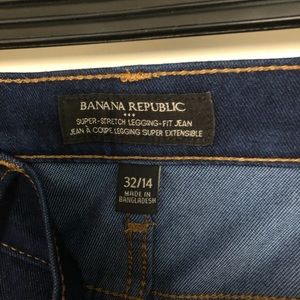 BANANA REPUBLIC
SUPER-STRETCH LEGGING-FIT JEAN
JEAN À COUPE LEGGING SUPER EXTENSIBLE
32/14
MADE IN
BANGLADESH